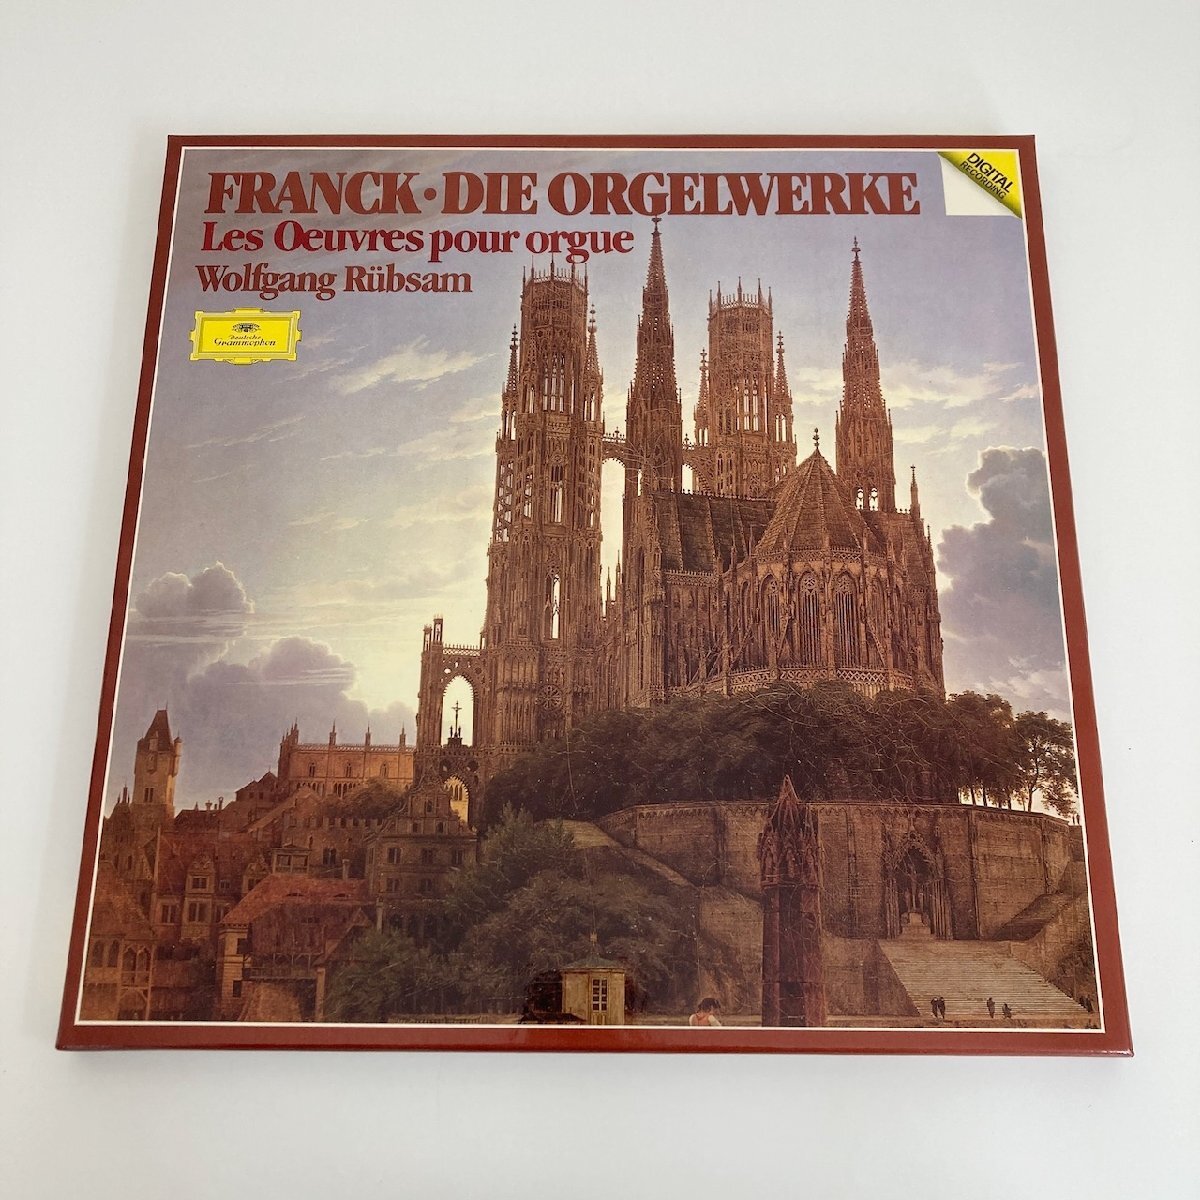 FRANCK · DIE ORGELWERKE
Les Oeuvres pour orgue
Wolfgang Rübsam
Deutsche
Grammophon
DIGITAL
RECORDING